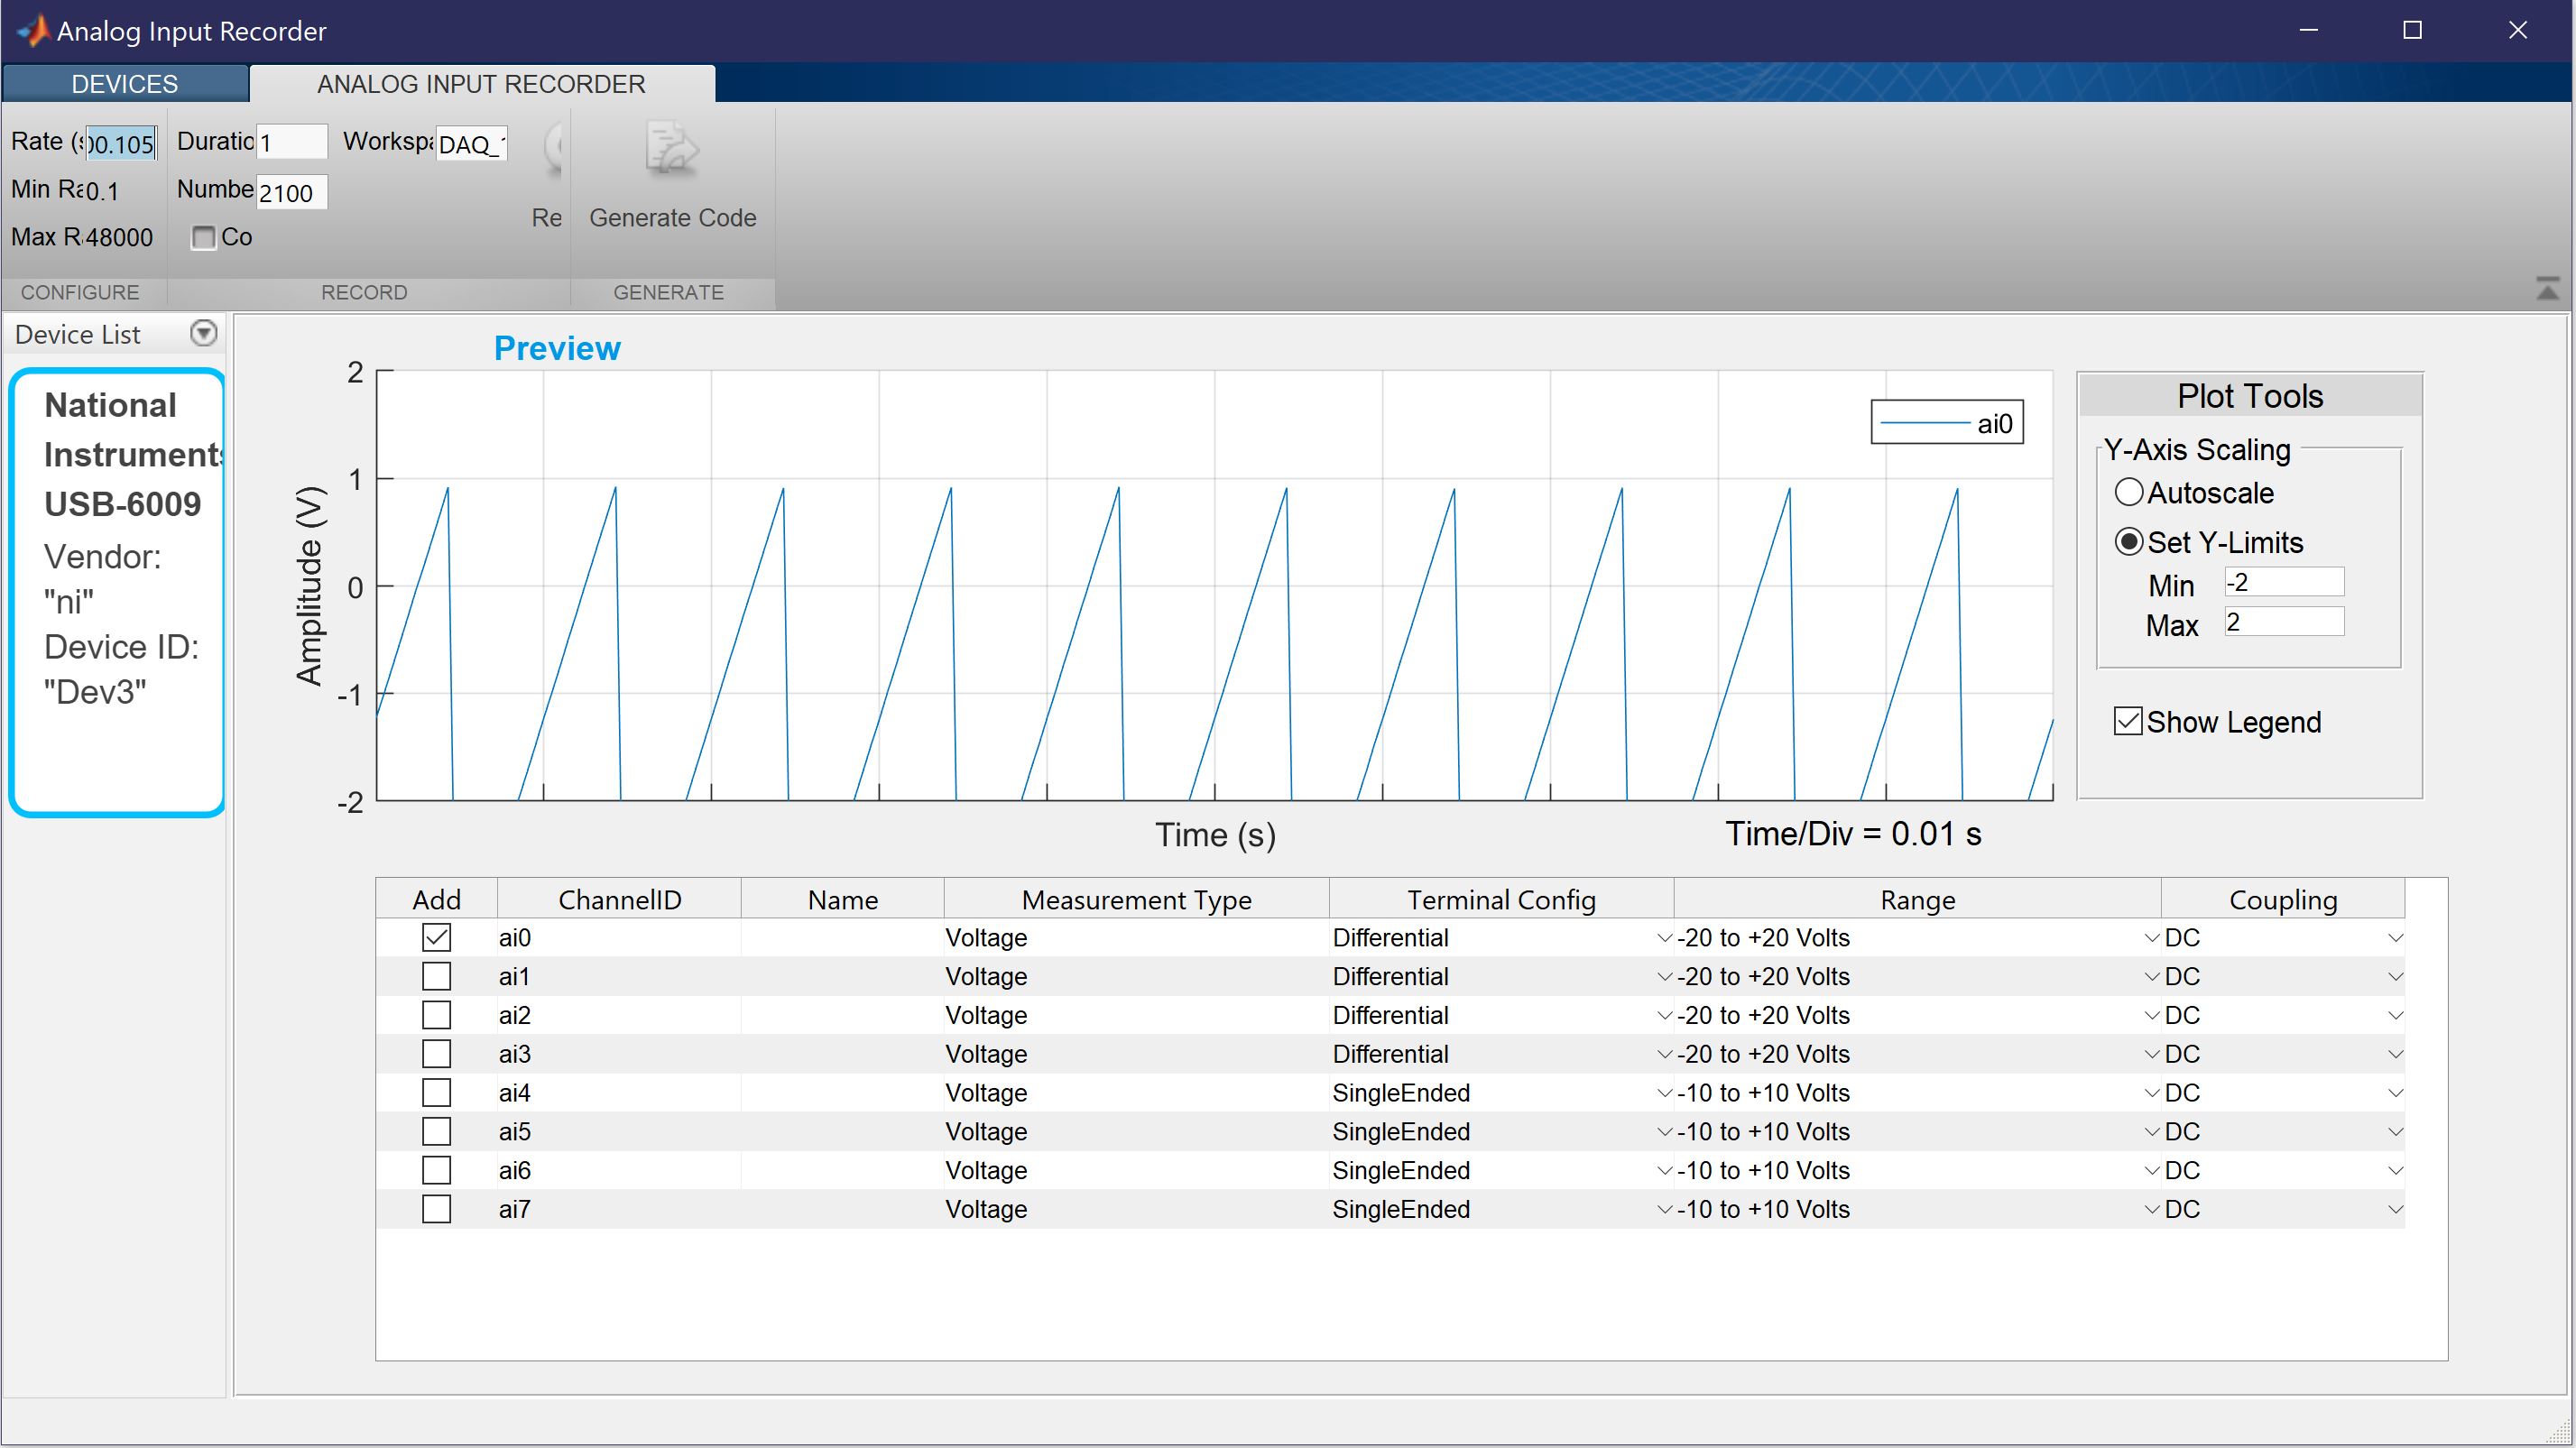 Analog Input Recorder
DEVICES ANALOG INPUT RECORDER
Rate (s 00.105 Duratio 1 Workspa DAQ_1
Min Ra 0.1 Numbe 2100
Max R 48000 Co
Re Generate Code
CONFIGURE RECORD GENERATE
Device List
National
Instruments
USB-6009
Vendor:
"ni"
Device ID:
"Dev3"
Preview
2
1
0
-1
-2
Amplitude (V)
ai0
Time (s)
Time/Div = 0.01 s
Plot Tools
Y-Axis Scaling
Autoscale
Set Y-Limits
Min -2
Max 2
Show Legend
Add ChannelID Name Measurement Type Terminal Config Range Coupling
ai0 Voltage Differential -20 to +20 Volts DC
ai1 Voltage Differential -20 to +20 Volts DC
ai2 Voltage Differential -20 to +20 Volts DC
ai3 Voltage Differential -20 to +20 Volts DC
ai4 Voltage SingleEnded -10 to +10 Volts DC
ai5 Voltage SingleEnded -10 to +10 Volts DC
ai6 Voltage SingleEnded -10 to +10 Volts DC
ai7 Voltage SingleEnded -10 to +10 Volts DC